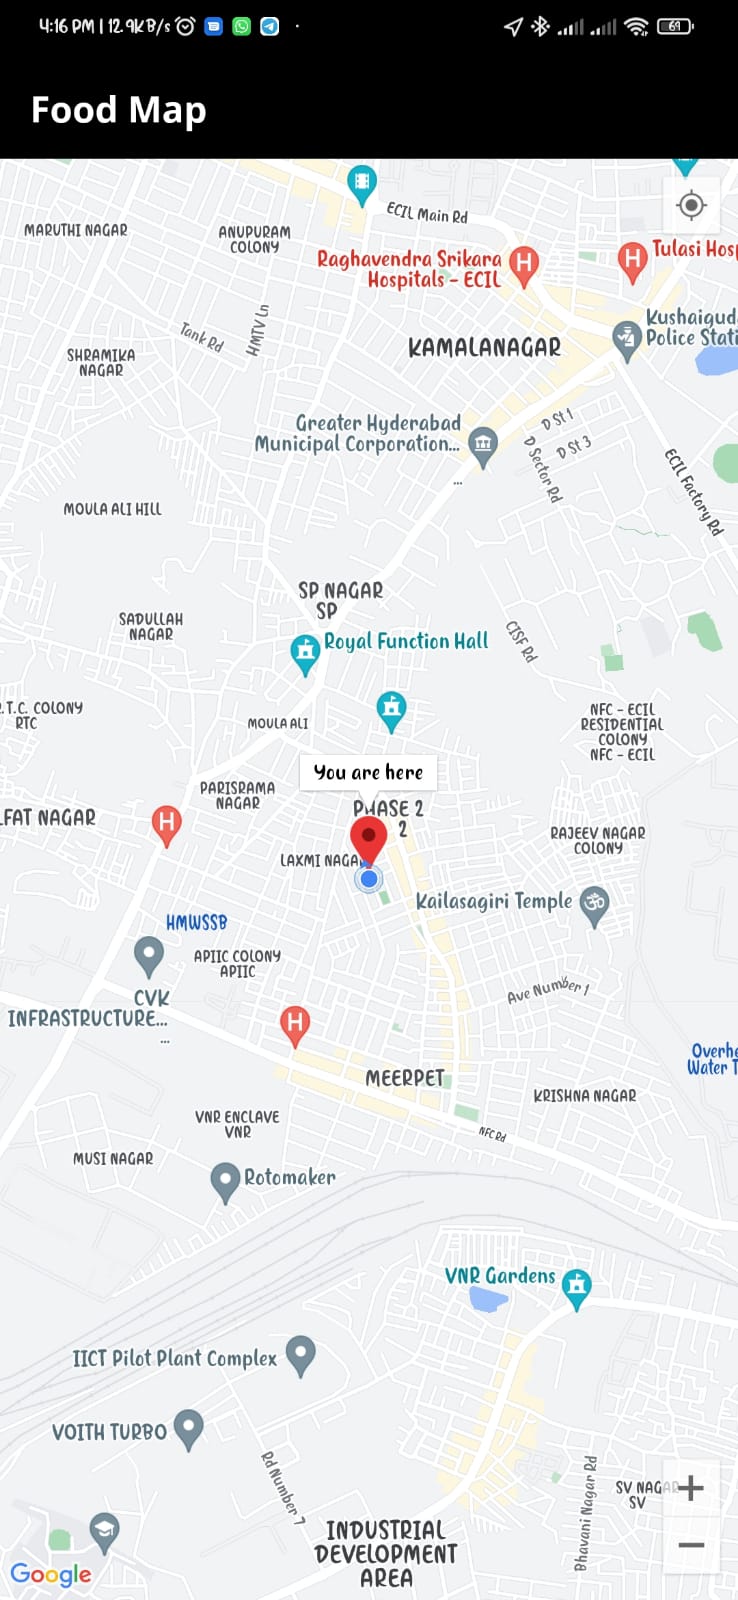 4:16 PM | 12.9KB/s
69
Food Map
ECIL Main Rd
MARUTHI NAGAR
ANUPURAM
COLONY
Raghavendra Srikara
Hospitals - ECIL
H
H
Tulasi Hosp
HMTV Ln
Tank Rd
Kushaigud
Police Stati
KAMALANAGAR
SHRAMIKA
NAGAR
Greater Hyderabad
Municipal Corporation...
...
D St 1
D St 3
D Sector Rd
ECIL Factory Rd
MOULA ALI HILL
SP NAGAR
SP
SADULLAH
NAGAR
Royal Function Hall
CISF Rd
.T.C. COLONY
RTC
MOULA ALI
NFC - ECIL
RESIDENTIAL
COLONY
NFC - ECIL
You are here
PARISRAMA
NAGAR
PHASE 2
2
LFAT NAGAR
H
RAJEEV NAGAR
COLONY
LAXMI NAGA
Kailasagiri Temple
HMWSSB
APIIC COLONY
APIIC
Ave Number 1
CVK
INFRASTRUCTURE...
...
H
Overhe
Water T
MEERPET
KRISHNA NAGAR
VNR ENCLAVE
VNR
NFC Rd
MUSI NAGAR
Rotomaker
VNR Gardens
IICT Pilot Plant Complex
VOITH TURBO
Rd Number 7
Bhavani Nagar Rd
SV NAGAR
SV
+
−
INDUSTRIAL
DEVELOPMENT
AREA
Google